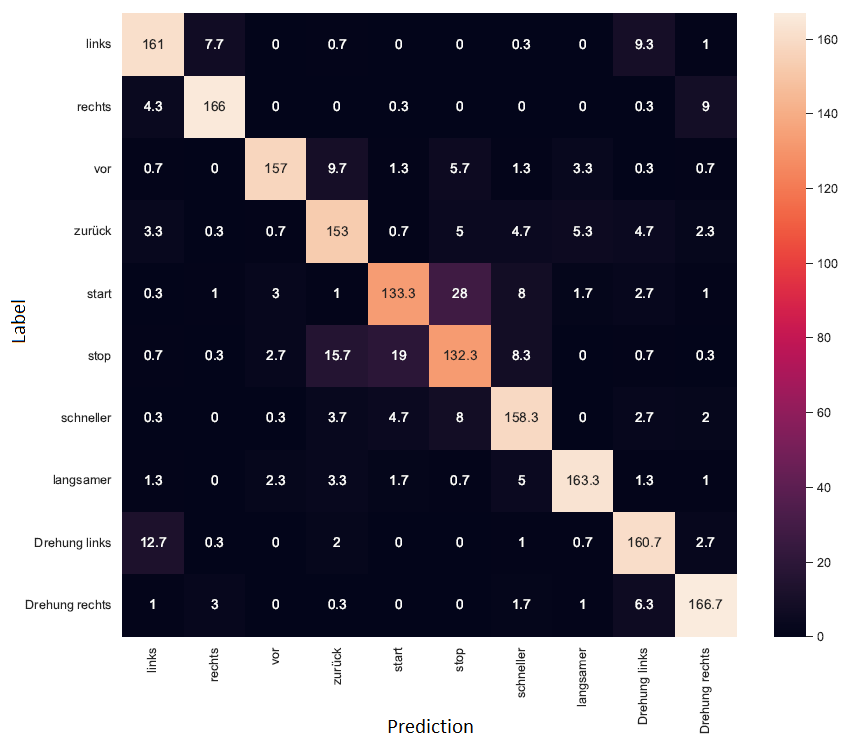 links 161 7.7 0 0.7 0 0 0.3 0 9.3 1
rechts 4.3 166 0 0 0.3 0 0 0 0.3 9
vor 0.7 0 157 9.7 1.3 5.7 1.3 3.3 0.3 0.7
zurück 3.3 0.3 0.7 153 0.7 5 4.7 5.3 4.7 2.3
start 0.3 1 3 1 133.3 28 8 1.7 2.7 1
stop 0.7 0.3 2.7 15.7 19 132.3 8.3 0 0.7 0.3
schneller 0.3 0 0.3 3.7 4.7 8 158.3 0 2.7 2
langsamer 1.3 0 2.3 3.3 1.7 0.7 5 163.3 1.3 1
Drehung links 12.7 0.3 0 2 0 0 1 0.7 160.7 2.7
Drehung rechts 1 3 0 0.3 0 0 1.7 1 6.3 166.7
Label
links
rechts
vor
zurück
start
stop
schneller
langsamer
Drehung links
Drehung rechts
Prediction
160
140
120
100
80
60
40
20
0